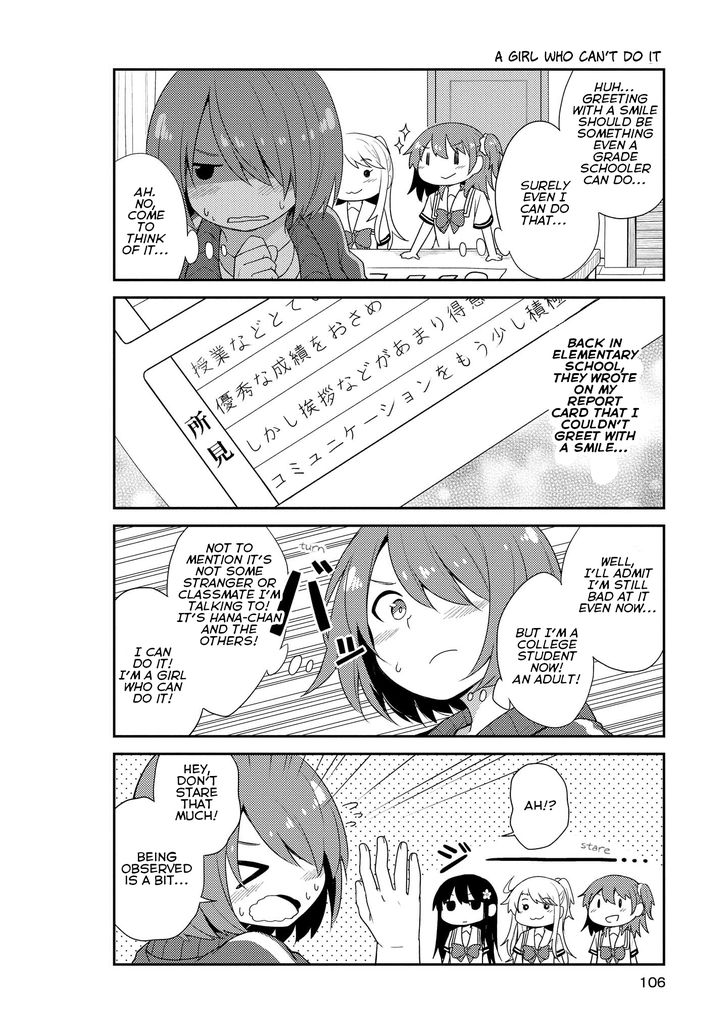 A GIRL WHO CAN'T DO IT
HUH...
GREETING
WITH A SMILE
SHOULD BE
SOMETHING
EVEN A
GRADE
SCHOOLER
CAN DO...
SURELY
EVEN I
CAN DO
THAT...
AH.
NO,
COME
TO
THINK
OF IT...
BACK IN
ELEMENTARY
SCHOOL,
THEY WROTE
ON MY
REPORT
CARD THAT I
COULDN'T
GREET WITH
A SMILE...
所見
授業などとて
優秀な成績をおさめ
しかし挨拶などがあまり得意
コミュニケーションをもう少し積極
WELL,
I'LL ADMIT
I'M STILL
BAD AT IT
EVEN NOW...
BUT I'M A
COLLEGE
STUDENT
NOW!
AN ADULT!
turn
バッ
NOT TO
MENTION IT'S
NOT SOME
STRANGER OR
CLASSMATE I'M
TALKING TO!
IT'S HANA-CHAN
AND THE
OTHERS!
I CAN
DO IT!
I'M A GIRL
WHO CAN
DO IT!
AH!?
stare
じー
HEY,
DON'T
STARE
THAT
MUCH!
BEING
OBSERVED
IS A BIT...
106